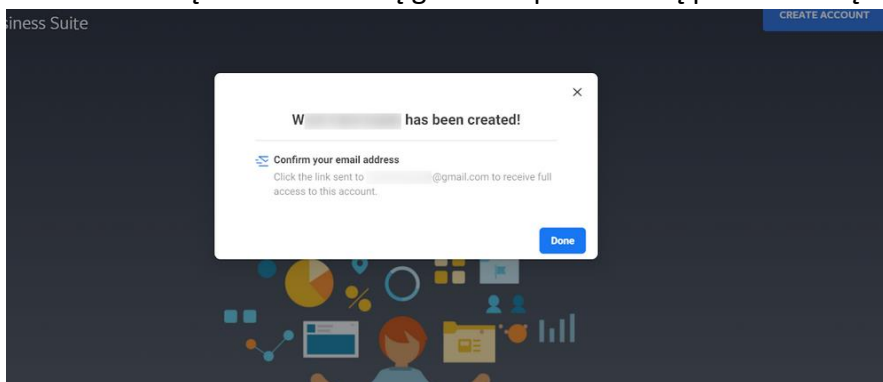 siness Suite
CREATE ACCOUNT
W has been created!
Confirm your email address
Click the link sent to @gmail.com to receive full
access to this account.
Done